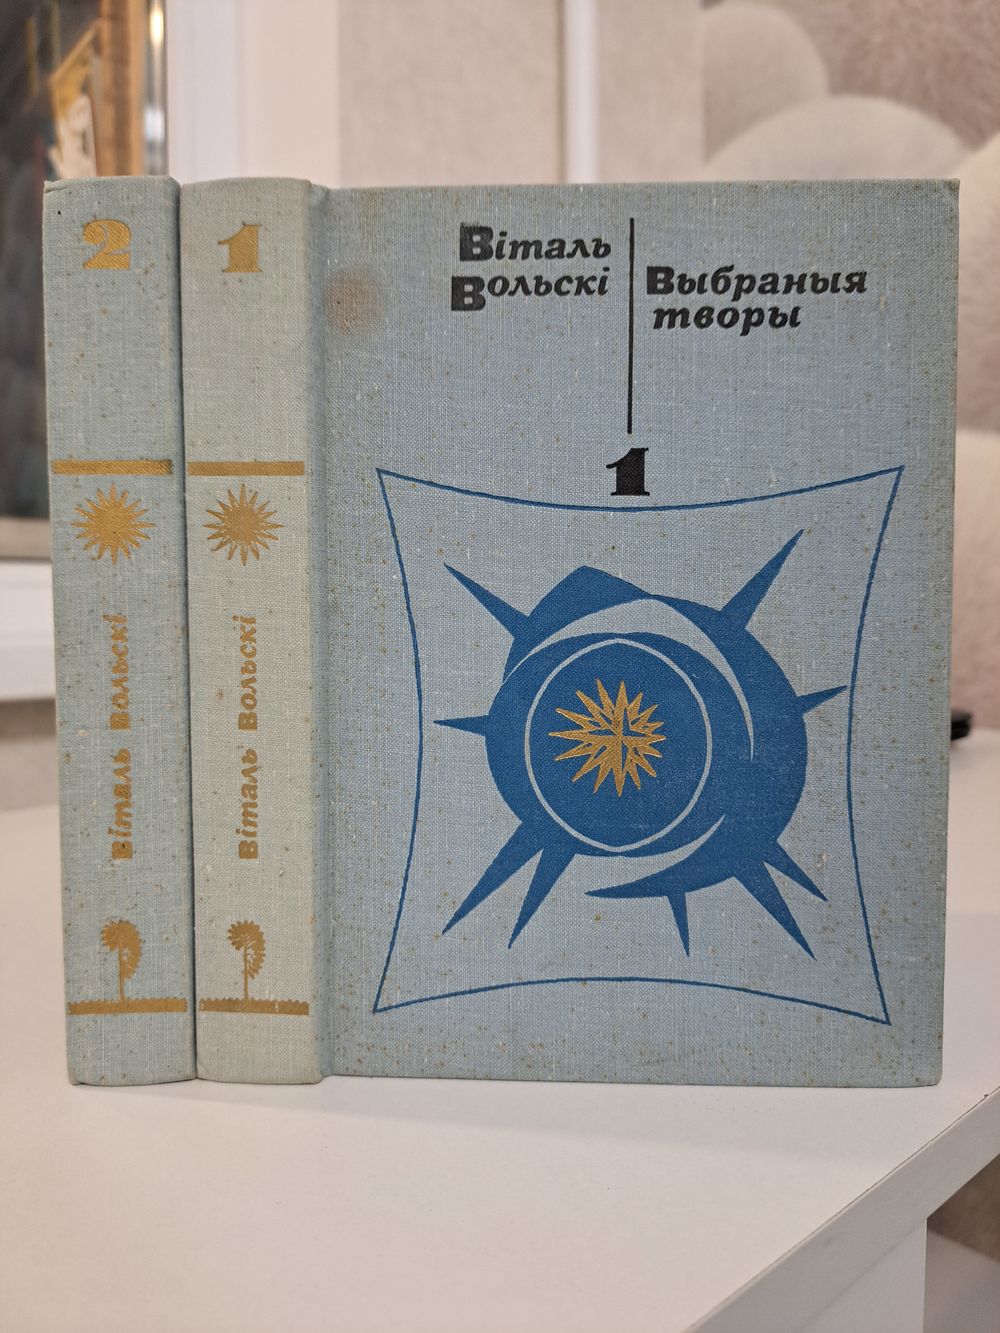 2
Віталь Вольскі
1
Віталь Вольскі
Віталь
Вольскі
Выбраныя
творы
1